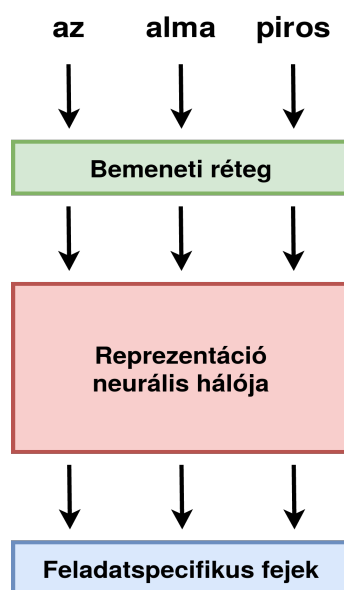 az alma piros
Bemeneti réteg
Reprezentáció
neurális hálója
Feladatspecifikus fejek